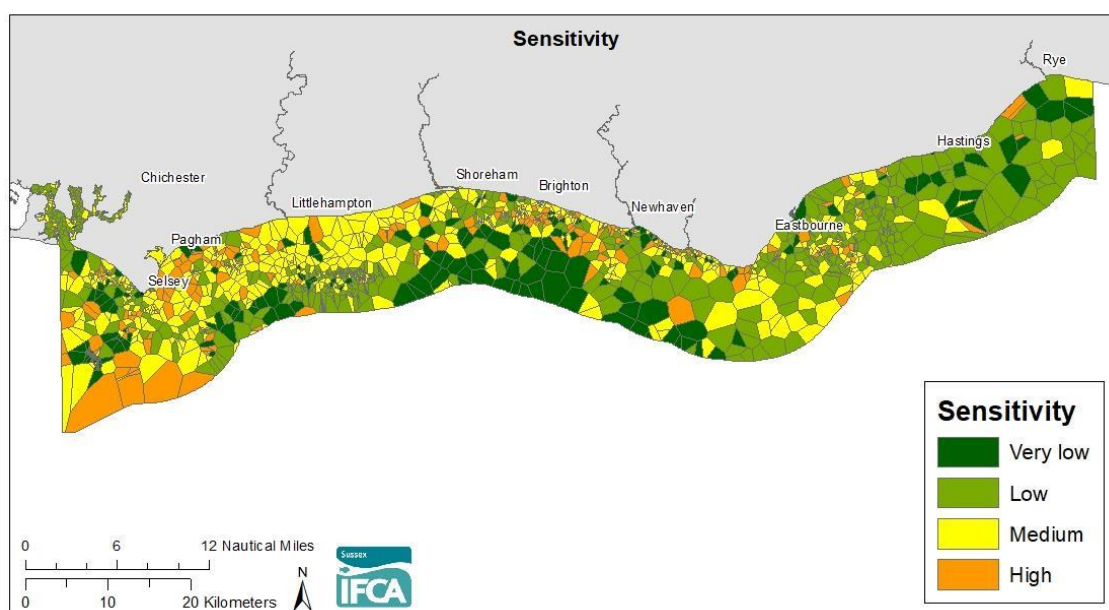 Sensitivity
Rye
Hastings
Chichester
Shoreham
Brighton
Littlehampton
Newhaven
Eastbourne
Pagham
Selsey
Sensitivity
Very low
Low
Medium
High
0 6 12 Nautical Miles
0 10 20 Kilometers
N
Sussex
IFCA